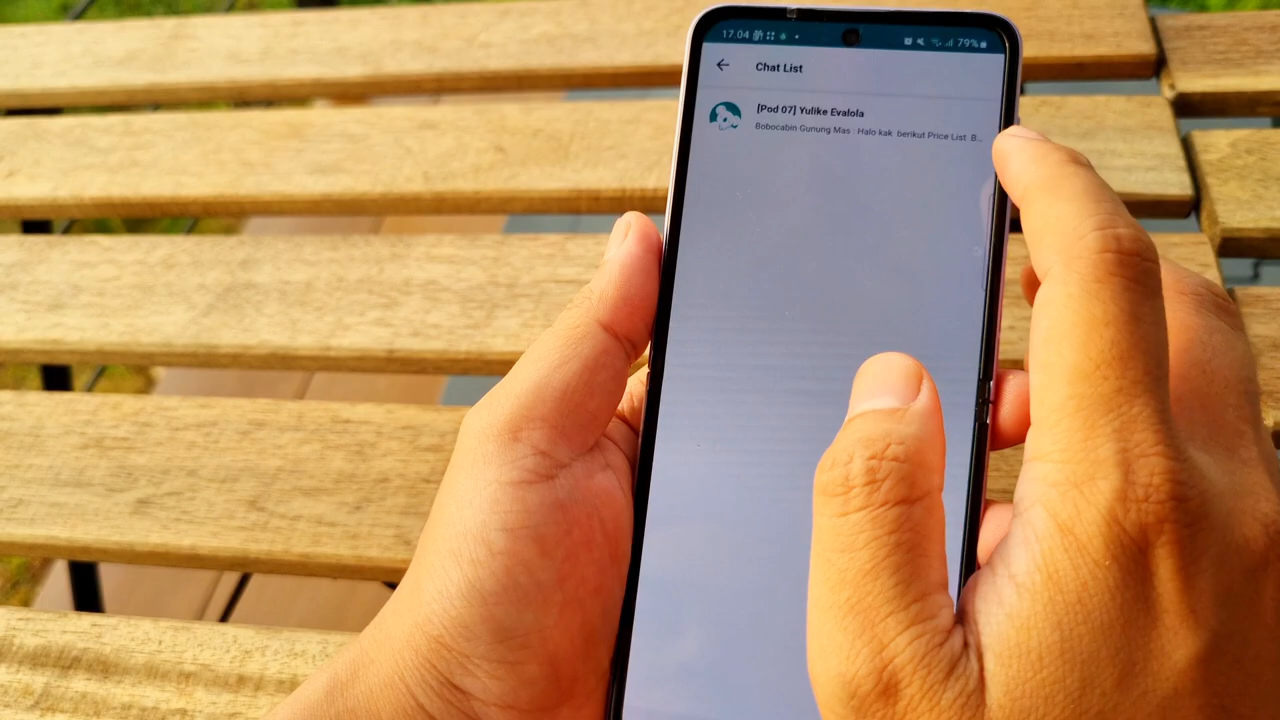 17.04
79%
Chat List
[Pod 07] Yulike Evalola
Bobocabin Gunung Mas : Halo kak berikut Price List B...